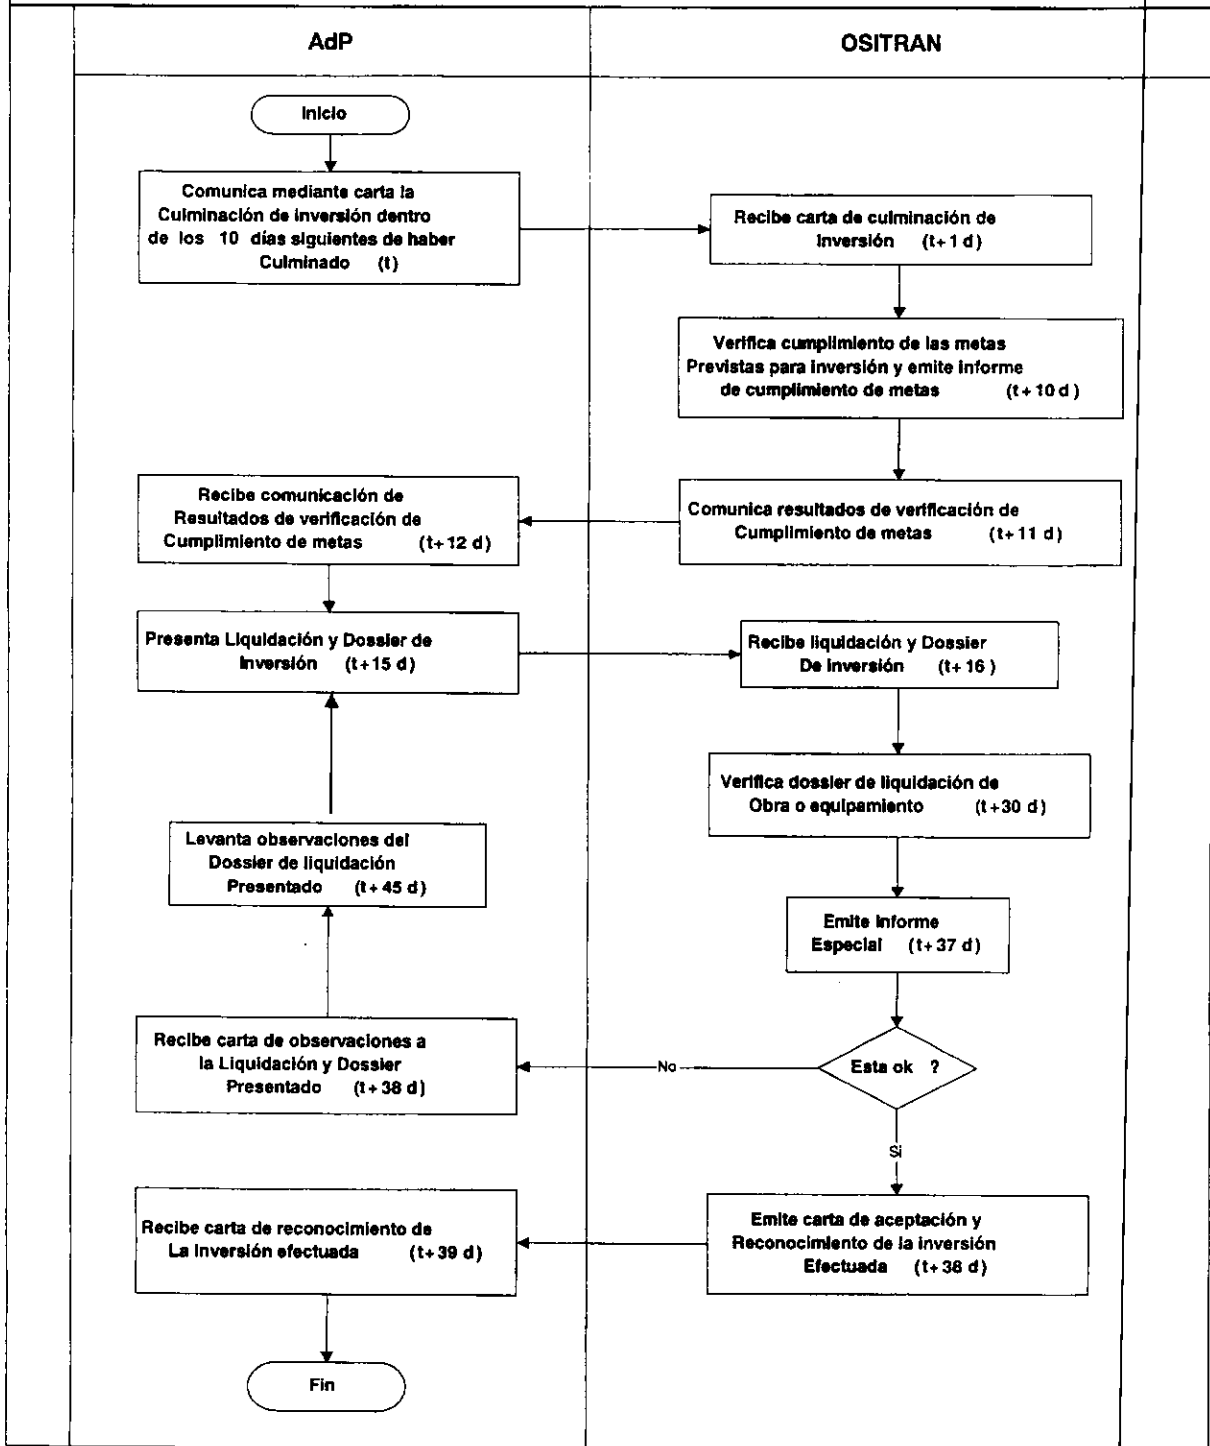 AdP
OSITRAN
Inicio
Comunica mediante carta la
Culminación de inversión dentro
de los 10 días siguientes de haber
Culminado (t)
Recibe carta de culminación de
Inversión (t+ 1 d)
Verifica cumplimiento de las metas
Previstas para inversión y emite informe
de cumplimiento de metas (t+ 10 d )
Recibe comunicación de
Resultados de verificación de
Cumplimiento de metas (t+ 12 d)
Comunica resultados de verificación de
Cumplimiento de metas (t+ 11 d)
Presenta Liquidación y Dossier de
Inversión (t+ 15 d)
Recibe liquidación y Dossier
De inversión (t+ 16 )
Verifica dossier de liquidación de
Obra o equipamiento (t+ 30 d)
Levanta observaciones del
Dossier de liquidación
Presentado (t+ 45 d)
Emite Informe
Especial (t+ 37 d)
Recibe carta de observaciones a
la Liquidación y Dossier
Presentado (t+ 38 d)
No
Esta ok ?
Si
Recibe carta de reconocimiento de
La Inversión efectuada (t+ 39 d)
Emite carta de aceptación y
Reconocimiento de la inversión
Efectuada (t+ 38 d)
Fin